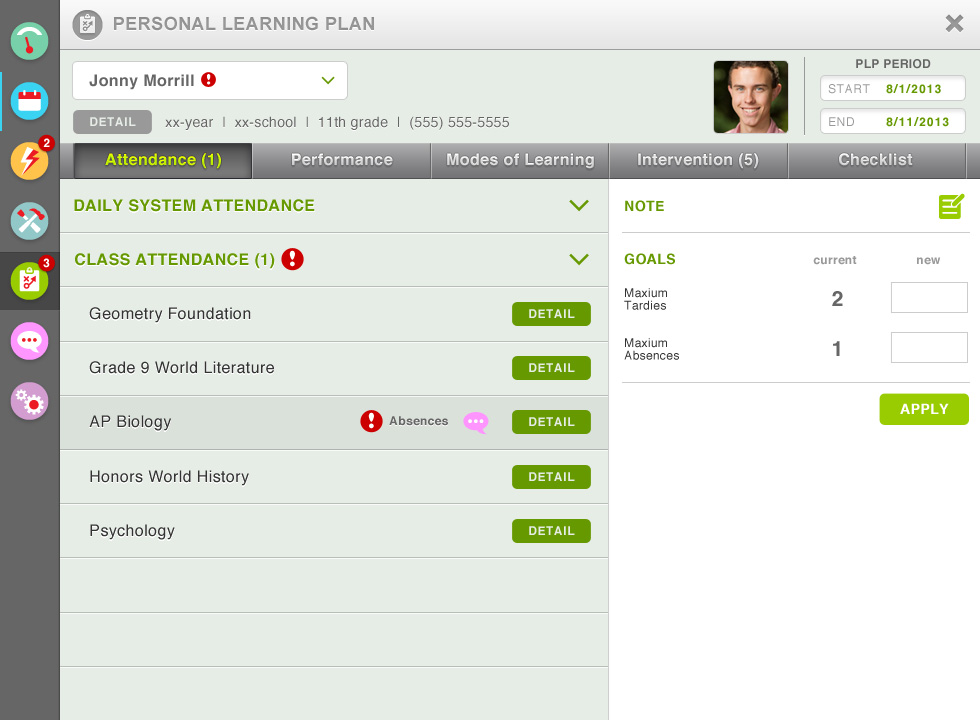 PERSONAL LEARNING PLAN
Jonny Morrill
DETAIL xx-year | xx-school | 11th grade | (555) 555-5555
PLP PERIOD
START 8/1/2013
END 8/11/2013
2
3
Attendance (1) Performance Modes of Learning Intervention (5) Checklist
DAILY SYSTEM ATTENDANCE
CLASS ATTENDANCE (1)
Geometry Foundation DETAIL
Grade 9 World Literature DETAIL
AP Biology Absences DETAIL
Honors World History DETAIL
Psychology DETAIL
NOTE
GOALS current new
Maxium
Tardies 2
Maxium
Absences 1
APPLY